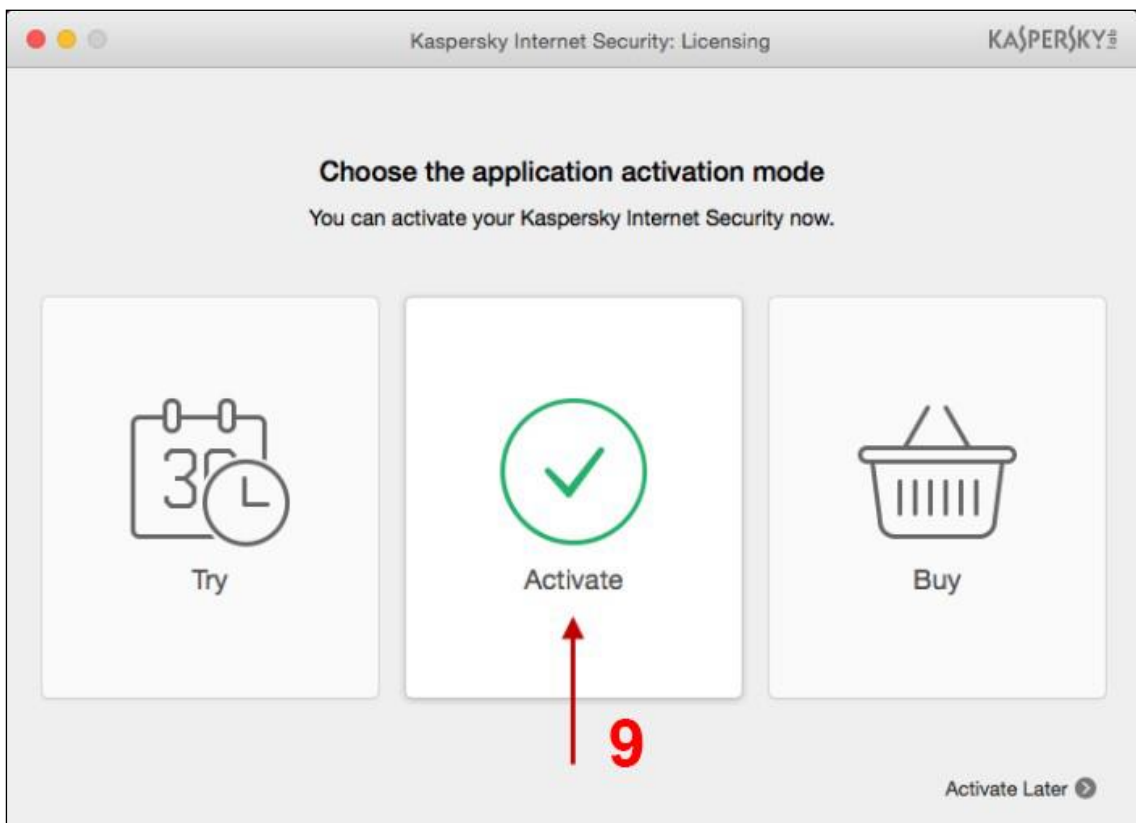 Kaspersky Internet Security: Licensing
KASPERSKY lab
Choose the application activation mode
You can activate your Kaspersky Internet Security now.
30
Try
Activate
Buy
9
Activate Later